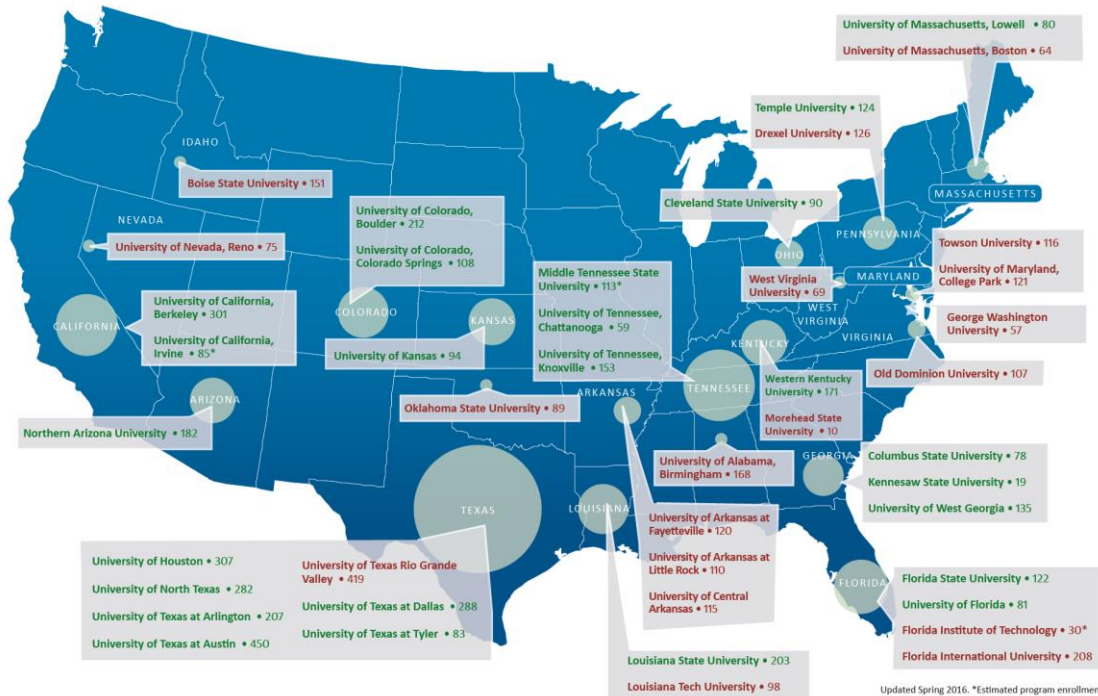 University of Massachusetts, Lowell • 80
University of Massachusetts, Boston • 64
MASSACHUSETTS
Temple University • 124
Drexel University • 126
PENNSYLVANIA
IDAHO
Boise State University • 151
NEVADA
University of Nevada, Reno • 75
University of Colorado,
Boulder • 212
University of Colorado,
Colorado Springs • 108
COLORADO
Cleveland State University • 90
OHIO
Towson University • 116
University of Maryland,
College Park • 121
MARYLAND
West Virginia
University • 69
WEST
VIRGINIA
George Washington
University • 57
VIRGINIA
Old Dominion University • 107
CALIFORNIA
University of California,
Berkeley • 301
University of California,
Irvine • 85*
KANSAS
University of Kansas • 94
Middle Tennessee State
University • 113*
University of Tennessee,
Chattanooga • 59
University of Tennessee,
Knoxville • 153
TENNESSEE
KENTUCKY
Western Kentucky
University • 171
Morehead State
University • 10
ARIZONA
Northern Arizona University • 182
Oklahoma State University • 89
ARKANSAS
University of Alabama,
Birmingham • 168
GEORGIA
Columbus State University • 78
Kennesaw State University • 19
University of West Georgia • 135
TEXAS
LOUISIANA
University of Arkansas at
Fayetteville • 120
University of Arkansas at
Little Rock • 110
University of Central
Arkansas • 115
University of Houston • 307
University of North Texas • 282
University of Texas at Arlington • 207
University of Texas at Austin • 450
University of Texas Rio Grande
Valley • 419
University of Texas at Dallas • 288
University of Texas at Tyler • 83
FLORIDA
Florida State University • 122
University of Florida • 81
Florida Institute of Technology • 30*
Florida International University • 208
Louisiana State University • 203
Louisiana Tech University • 98
Updated Spring 2016. *Estimated program enrollmen